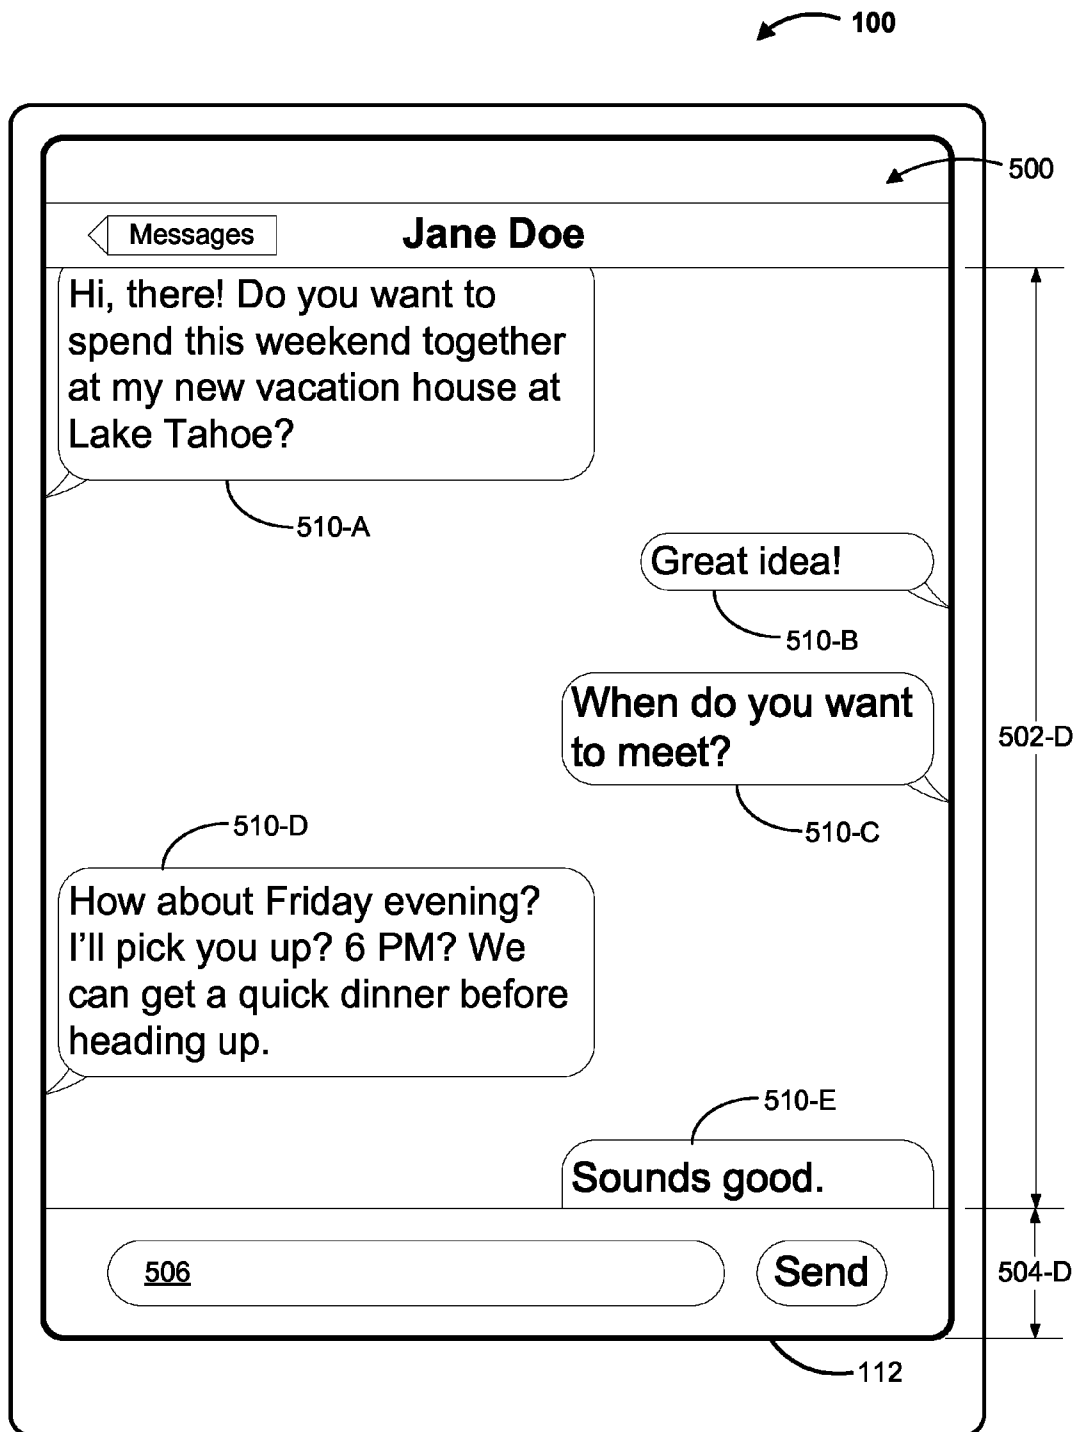 100
500
Messages
Jane Doe
Hi, there! Do you want to
spend this weekend together
at my new vacation house at
Lake Tahoe?
510-A
Great idea!
510-B
When do you want
to meet?
502-D
510-C
510-D
How about Friday evening?
I'll pick you up? 6 PM? We
can get a quick dinner before
heading up.
510-E
Sounds good.
506
Send
504-D
112